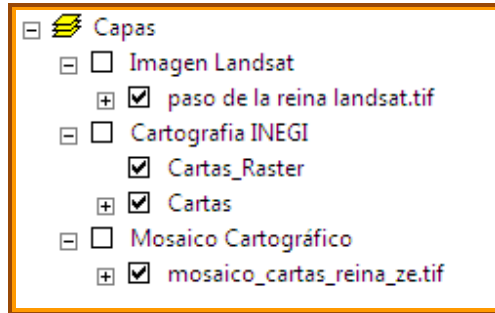 Capas
Imagen Landsat
paso de la reina landsat.tif
Cartografia INEGI
Cartas_Raster
Cartas
Mosaico Cartográfico
mosaico_cartas_reina_ze.tif